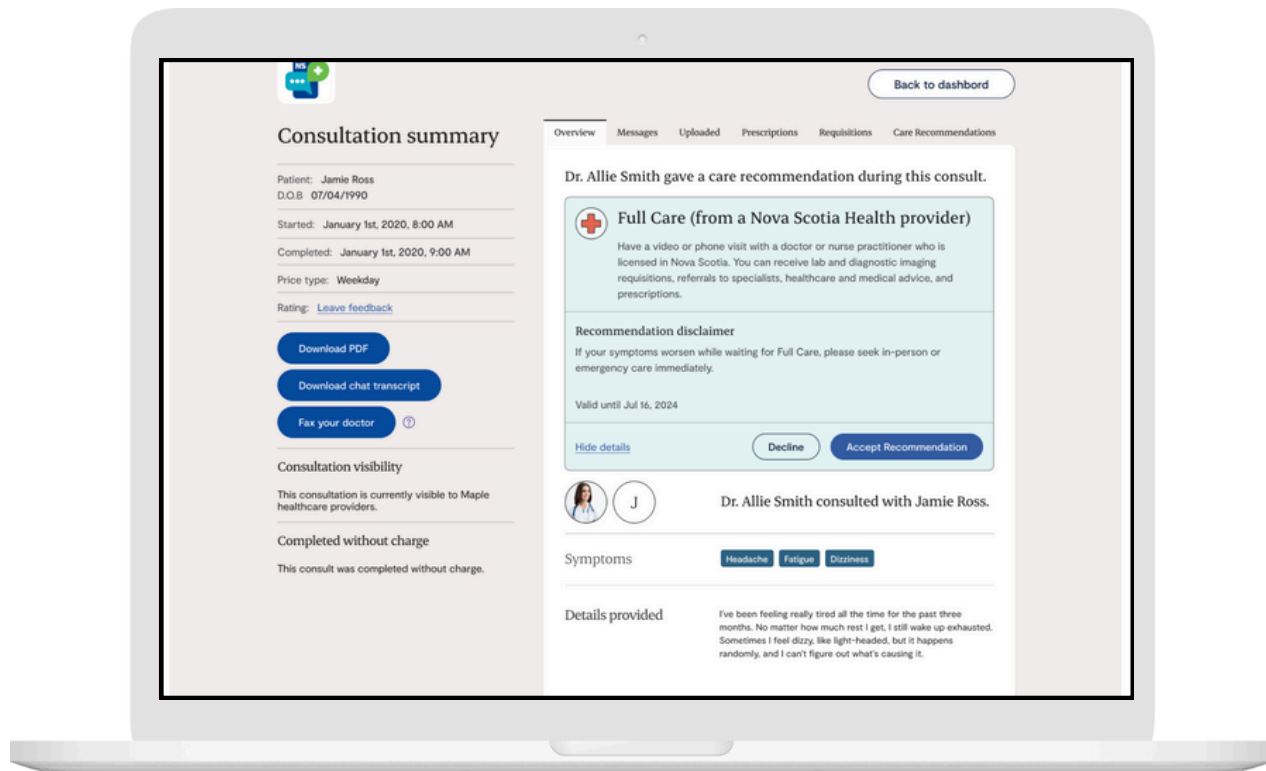 NS
Back to dashbord
Consultation summary
Patient: Jamie Ross
D.O.B 07/04/1990
Started: January 1st, 2020, 8:00 AM
Completed: January 1st, 2020, 9:00 AM
Price type: Weekday
Rating: Leave feedback
Download PDF
Download chat transcript
Fax your doctor ?
Consultation visibility
This consultation is currently visible to Maple
healthcare providers.
Completed without charge
This consult was completed without charge.
Overview Messages Uploaded Prescriptions Requisitions Care Recommendations
Dr. Allie Smith gave a care recommendation during this consult.
Full Care (from a Nova Scotia Health provider)
Have a video or phone visit with a doctor or nurse practitioner who is
licensed in Nova Scotia. You can receive lab and diagnostic imaging
requisitions, referrals to specialists, healthcare and medical advice, and
prescriptions.
Recommendation disclaimer
If your symptoms worsen while waiting for Full Care, please seek in-person or
emergency care immediately.
Valid until Jul 16, 2024
Hide details Decline Accept Recommendation
J Dr. Allie Smith consulted with Jamie Ross.
Symptoms Headache Fatigue Dizziness
Details provided
I've been feeling really tired all the time for the past three
months. No matter how much rest I get, I still wake up exhausted.
Sometimes I feel dizzy, like light-headed, but it happens
randomly, and I can't figure out what's causing it.